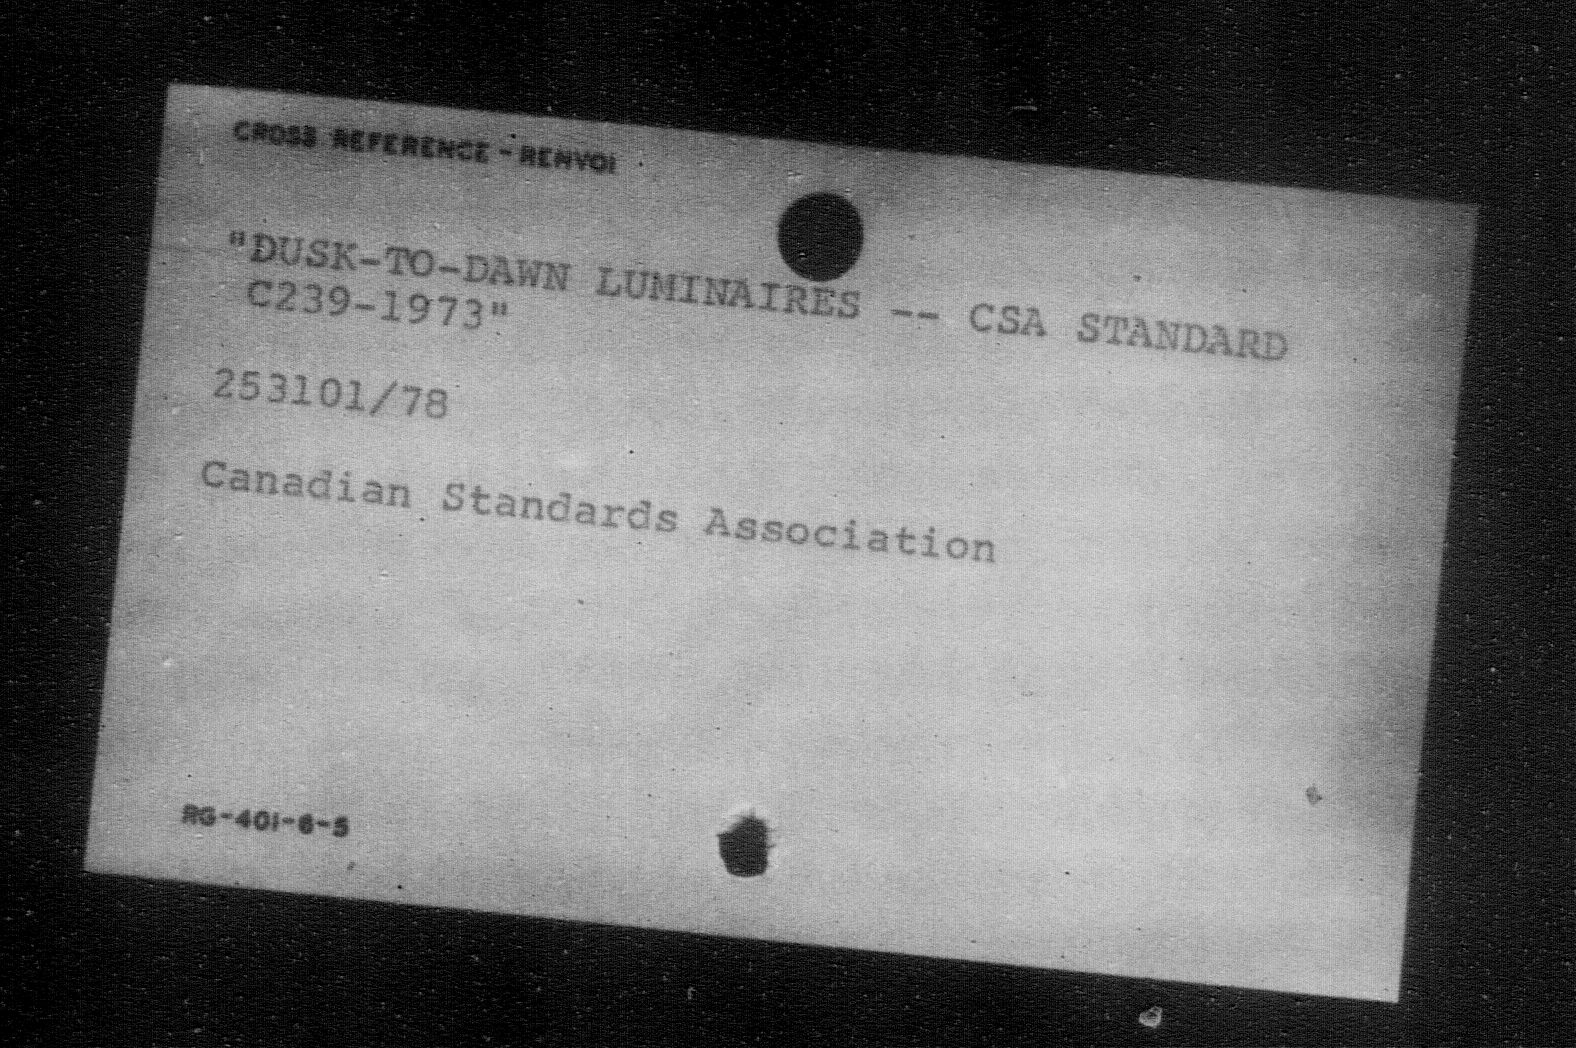 CROSS REFERENCE - RENVOI
"DUSK-TO-DAWN LUMINAIRES -- CSA STANDARD
C239-1973"
253101/78
Canadian Standards Association
RG-401-6-5